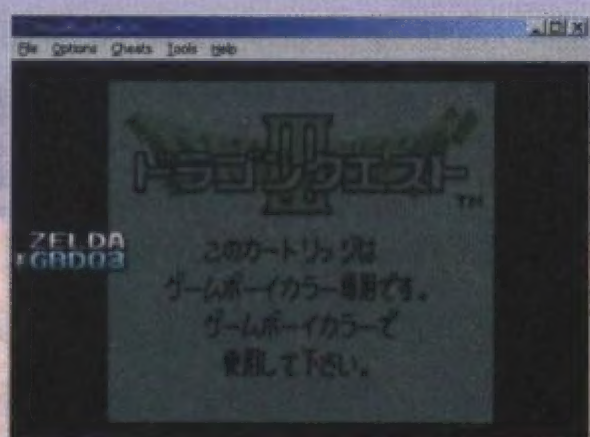 File Options Cheats Tools Help
III
ドラゴンクエスト
TM
ZELDA
GBD03
このカートリッジは
ゲームボーイカラー専用です。
ゲームボーイカラーで
使用して下さい。